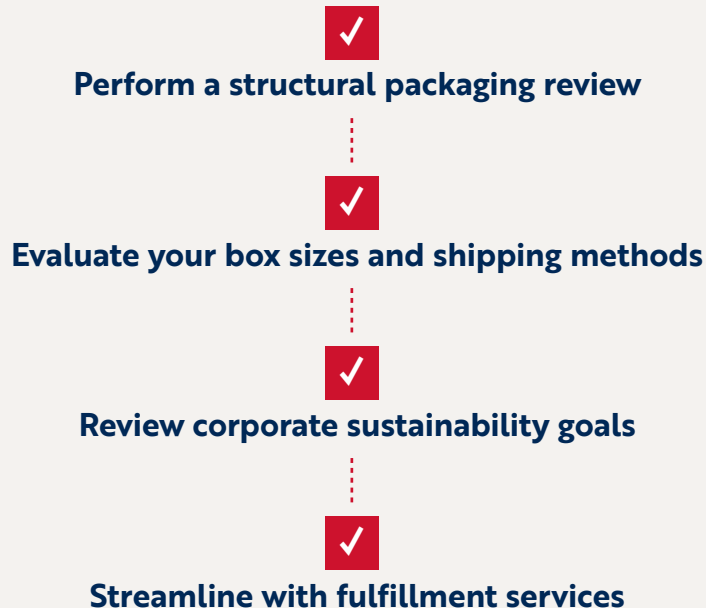 Perform a structural packaging review
Evaluate your box sizes and shipping methods
Review corporate sustainability goals
Streamline with fulfillment services